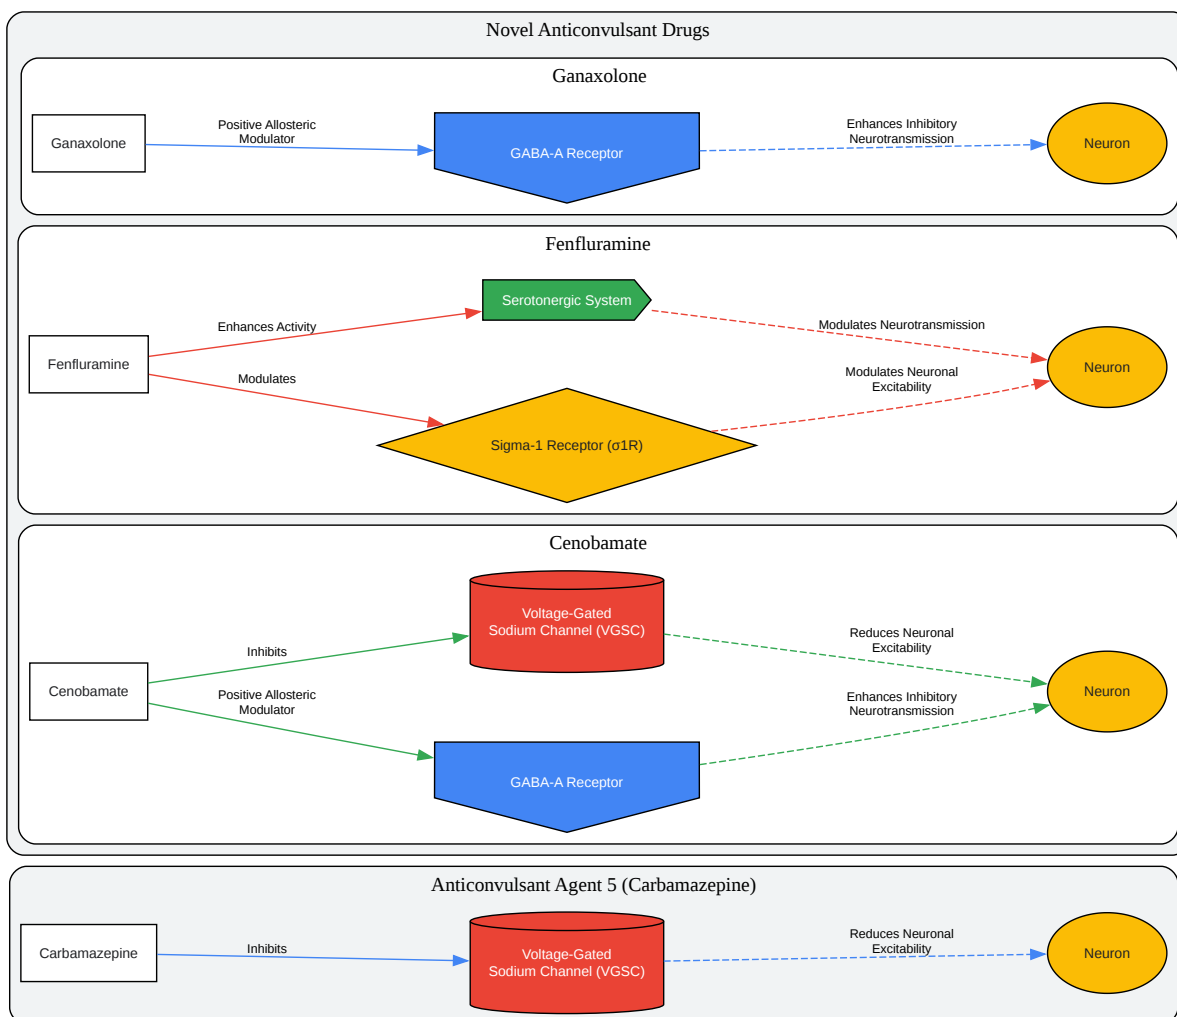 Novel Anticonvulsant Drugs
Ganaxolone
Ganaxolone
Positive Allosteric
Modulator
GABA-A Receptor
Enhances Inhibitory
Neurotransmission
Neuron
Fenfluramine
Fenfluramine
Enhances Activity
Modulates
Serotonergic System
Sigma-1 Receptor (σ1R)
Modulates Neurotransmission
Modulates Neuronal
Excitability
Neuron
Cenobamate
Cenobamate
Inhibits
Positive Allosteric
Modulator
Voltage-Gated
Sodium Channel (VGSC)
GABA-A Receptor
Reduces Neuronal
Excitability
Enhances Inhibitory
Neurotransmission
Neuron
Anticonvulsant Agent 5 (Carbamazepine)
Carbamazepine
Inhibits
Voltage-Gated
Sodium Channel (VGSC)
Reduces Neuronal
Excitability
Neuron